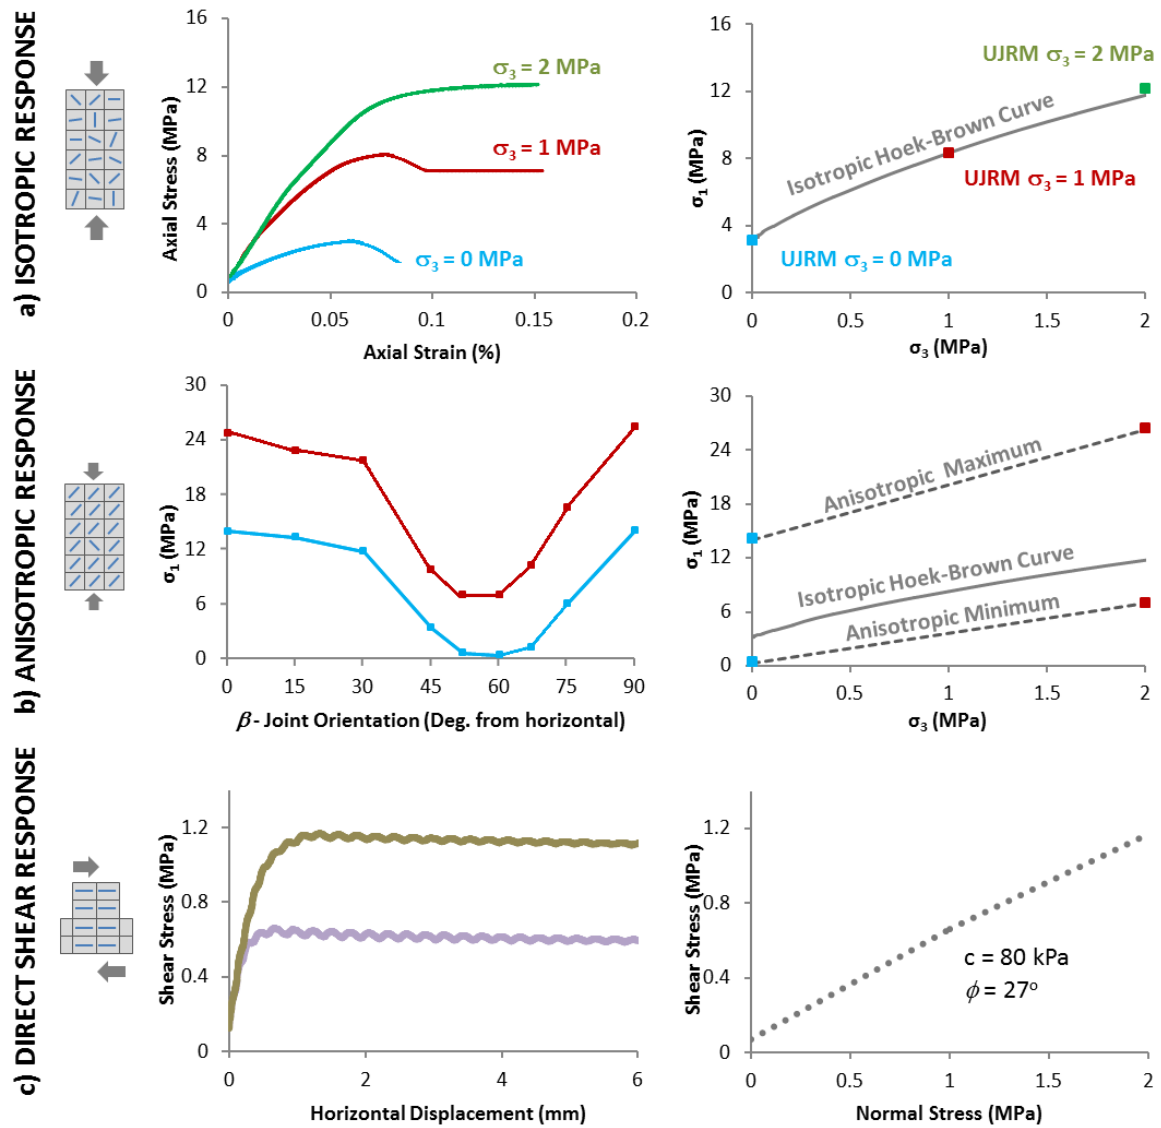 a) ISOTROPIC RESPONSE
16
12
8
4
0
Axial Stress (MPa)
σ3 = 2 MPa
σ3 = 1 MPa
σ3 = 0 MPa
0 0.05 0.1 0.15 0.2
Axial Strain (%)
16
12
8
4
0
σ1 (MPa)
UJRM σ3 = 2 MPa
Isotropic Hoek-Brown Curve
UJRM σ3 = 1 MPa
UJRM σ3 = 0 MPa
0 0.5 1 1.5 2
σ3 (MPa)
b) ANISOTROPIC RESPONSE
30
24
18
12
6
0
σ1 (MPa)
0 15 30 45 60 75 90
β - Joint Orientation (Deg. from horizontal)
30
24
18
12
6
0
σ1 (MPa)
Anisotropic Maximum
Isotropic Hoek-Brown Curve
Anisotropic Minimum
0 0.5 1 1.5 2
σ3 (MPa)
c) DIRECT SHEAR RESPONSE
1.2
0.8
0.4
0
Shear Stress (MPa)
0 2 4 6
Horizontal Displacement (mm)
1.2
0.8
0.4
0
Shear Stress (MPa)
c = 80 kPa
ϕ = 27°
0 0.5 1 1.5 2
Normal Stress (MPa)